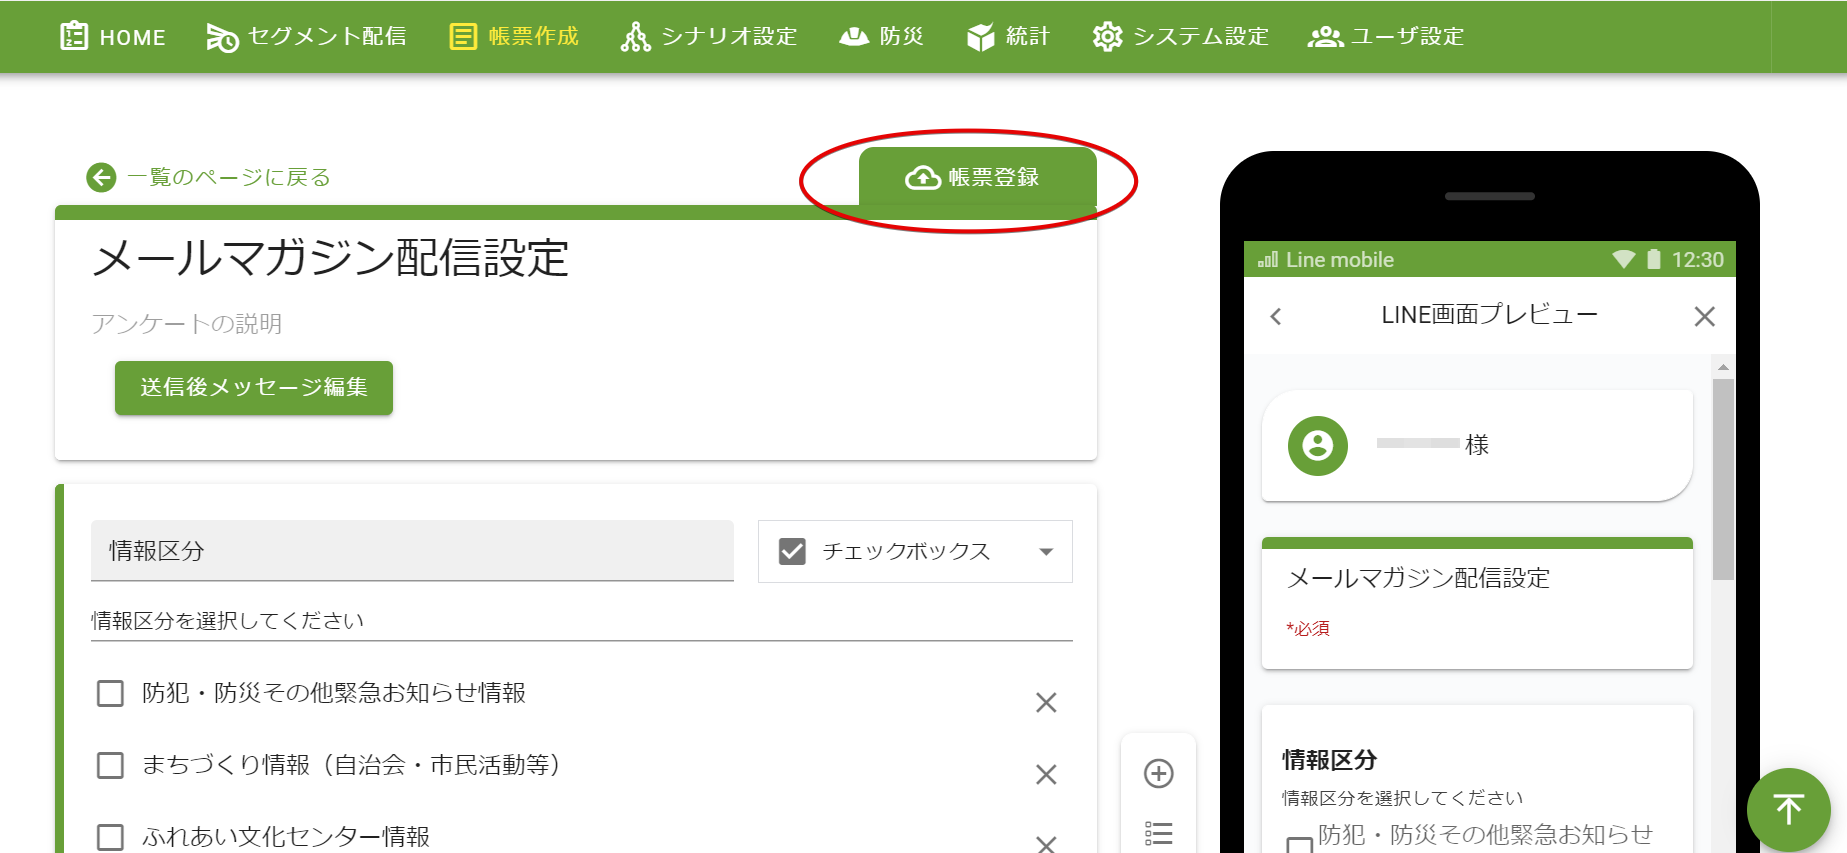 HOME セグメント配信 帳票作成 シナリオ設定 防災 統計 システム設定 ユーザ設定
一覧のページに戻る
帳票登録
メールマガジン配信設定
アンケートの説明
送信後メッセージ編集
情報区分
チェックボックス
情報区分を選択してください
防犯・防災その他緊急お知らせ情報
まちづくり情報（自治会・市民活動等）
ふれあい文化センター情報
Line mobile 12:30
LINE画面プレビュー
様
メールマガジン配信設定
*必須
情報区分
情報区分を選択してください
防犯・防災その他緊急お知らせ